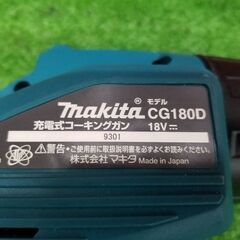 makita® モデル CG180D
充電式コーキングガン 18V⎓
9301
⚠警告・ご使用前に取扱説明書を必ずお読みください。
株式会社マキタ Made in Japan